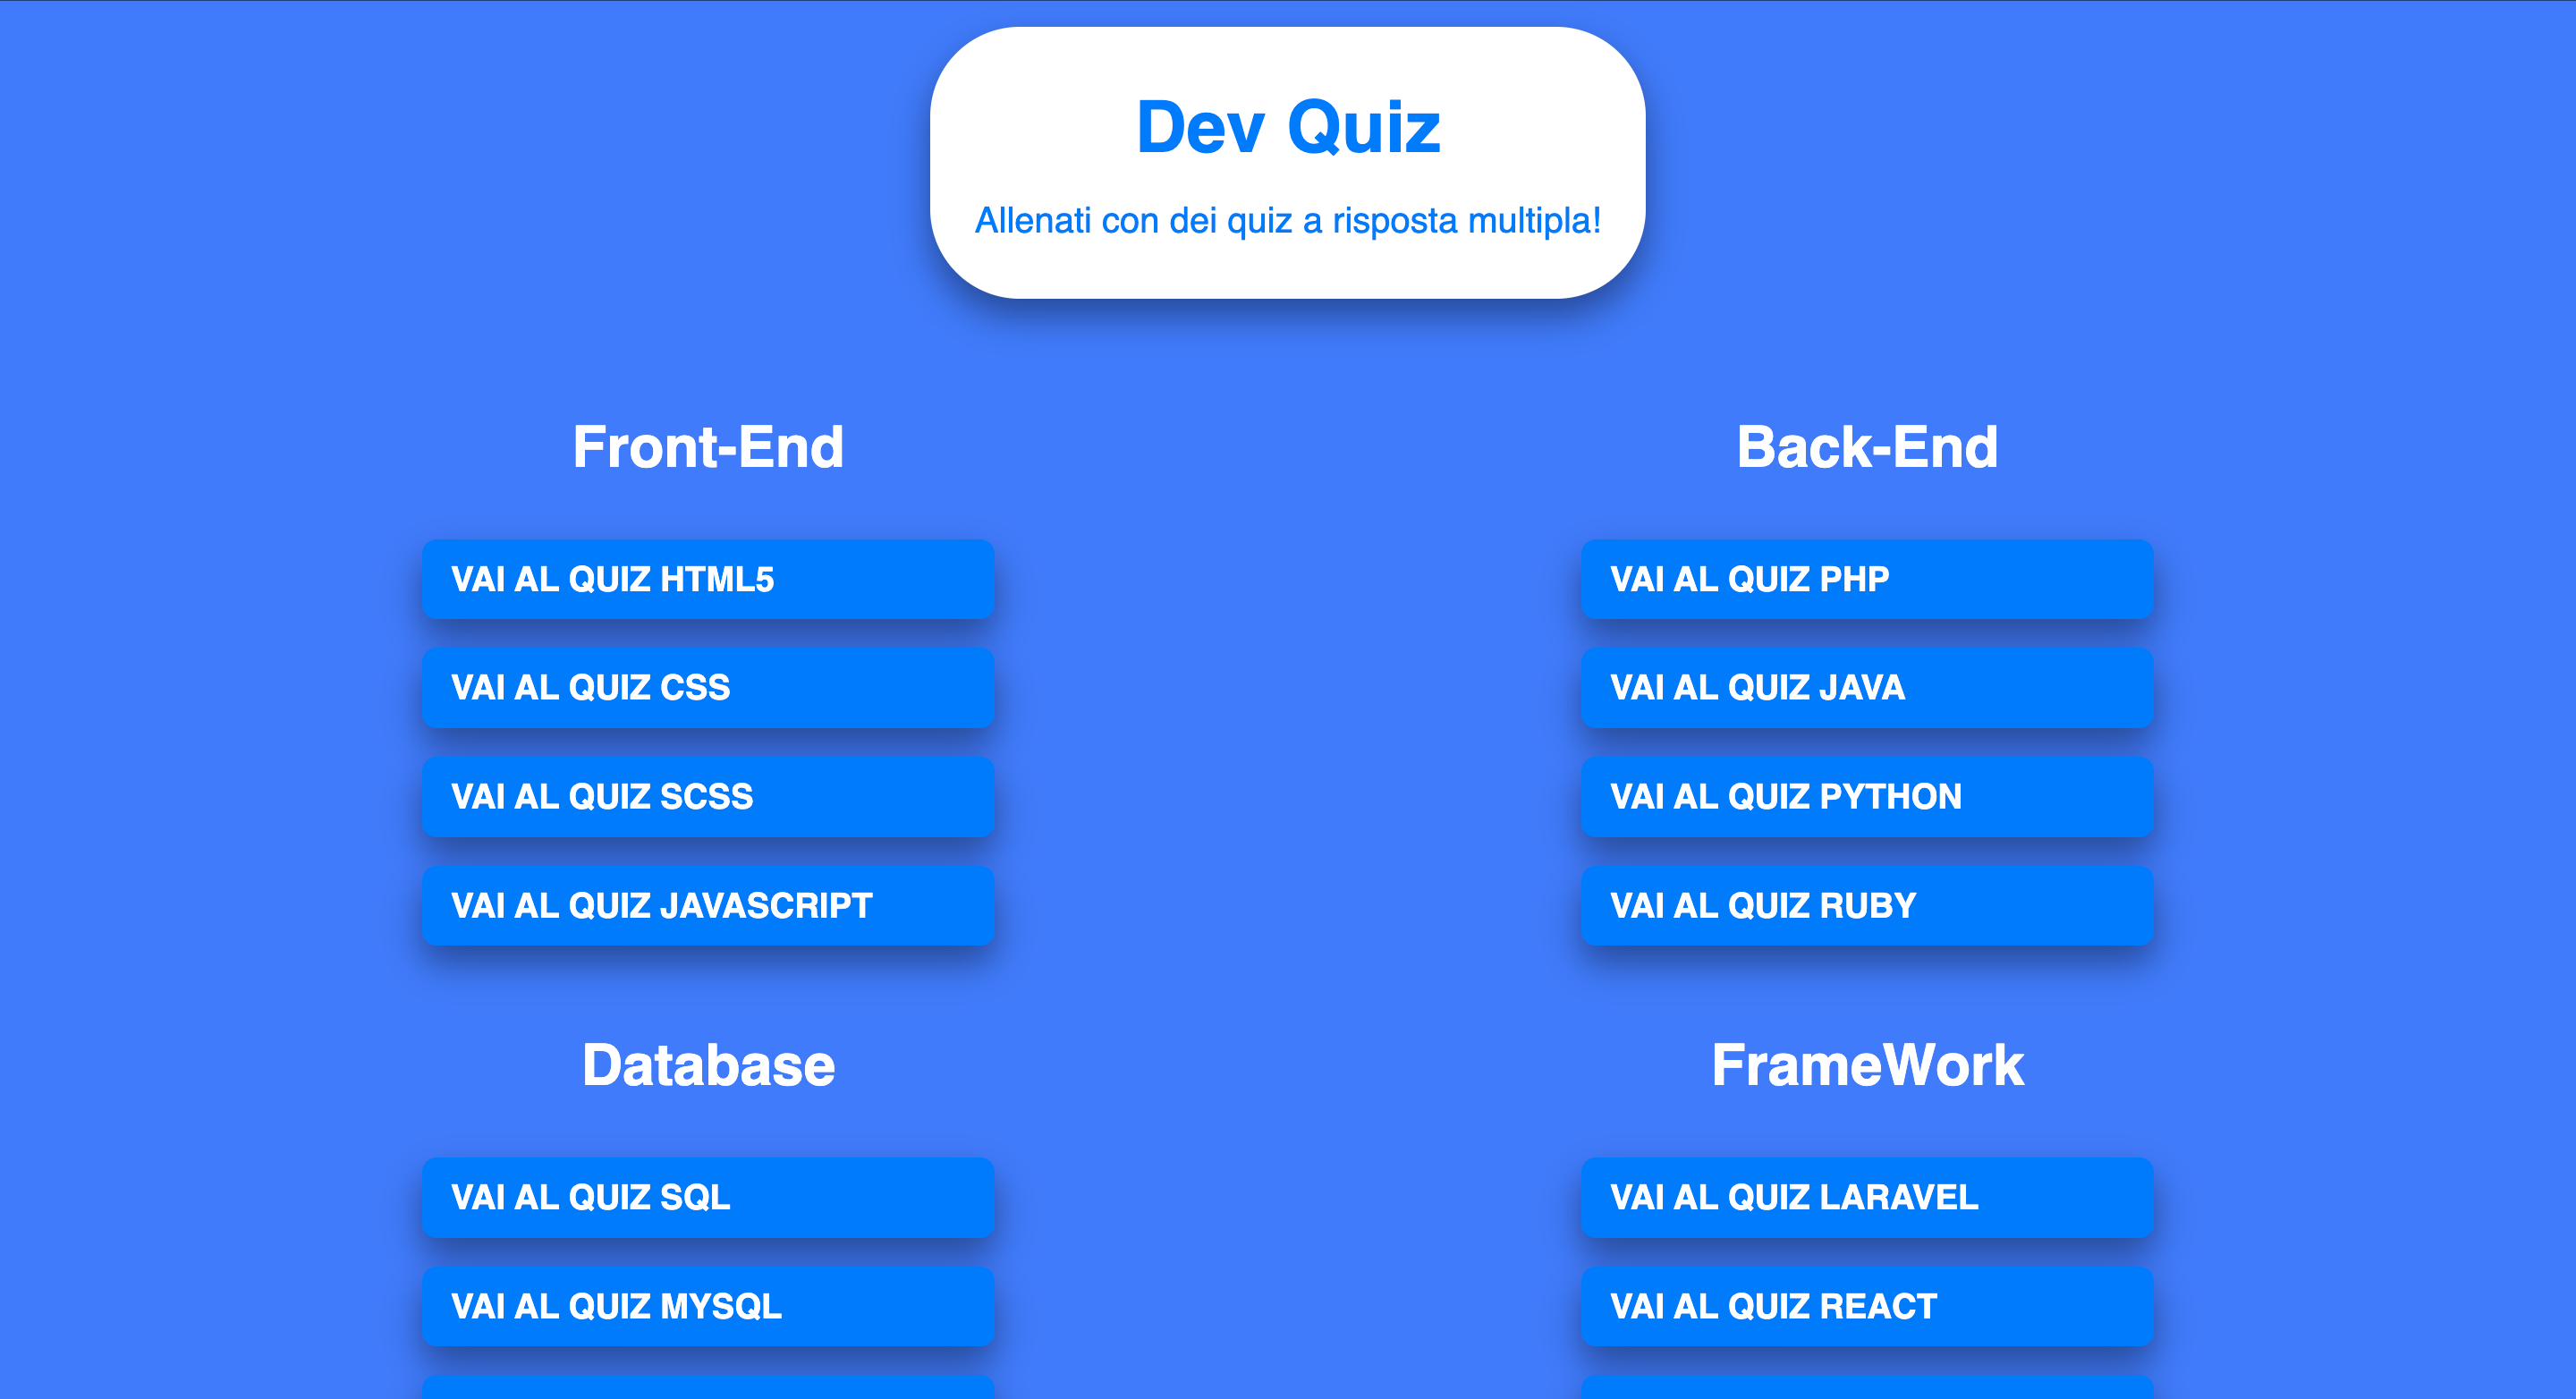 Dev Quiz
Allenati con dei quiz a risposta multipla!
Front-End
VAI AL QUIZ HTML5
VAI AL QUIZ CSS
VAI AL QUIZ SCSS
VAI AL QUIZ JAVASCRIPT
Back-End
VAI AL QUIZ PHP
VAI AL QUIZ JAVA
VAI AL QUIZ PYTHON
VAI AL QUIZ RUBY
Database
VAI AL QUIZ SQL
VAI AL QUIZ MYSQL
FrameWork
VAI AL QUIZ LARAVEL
VAI AL QUIZ REACT